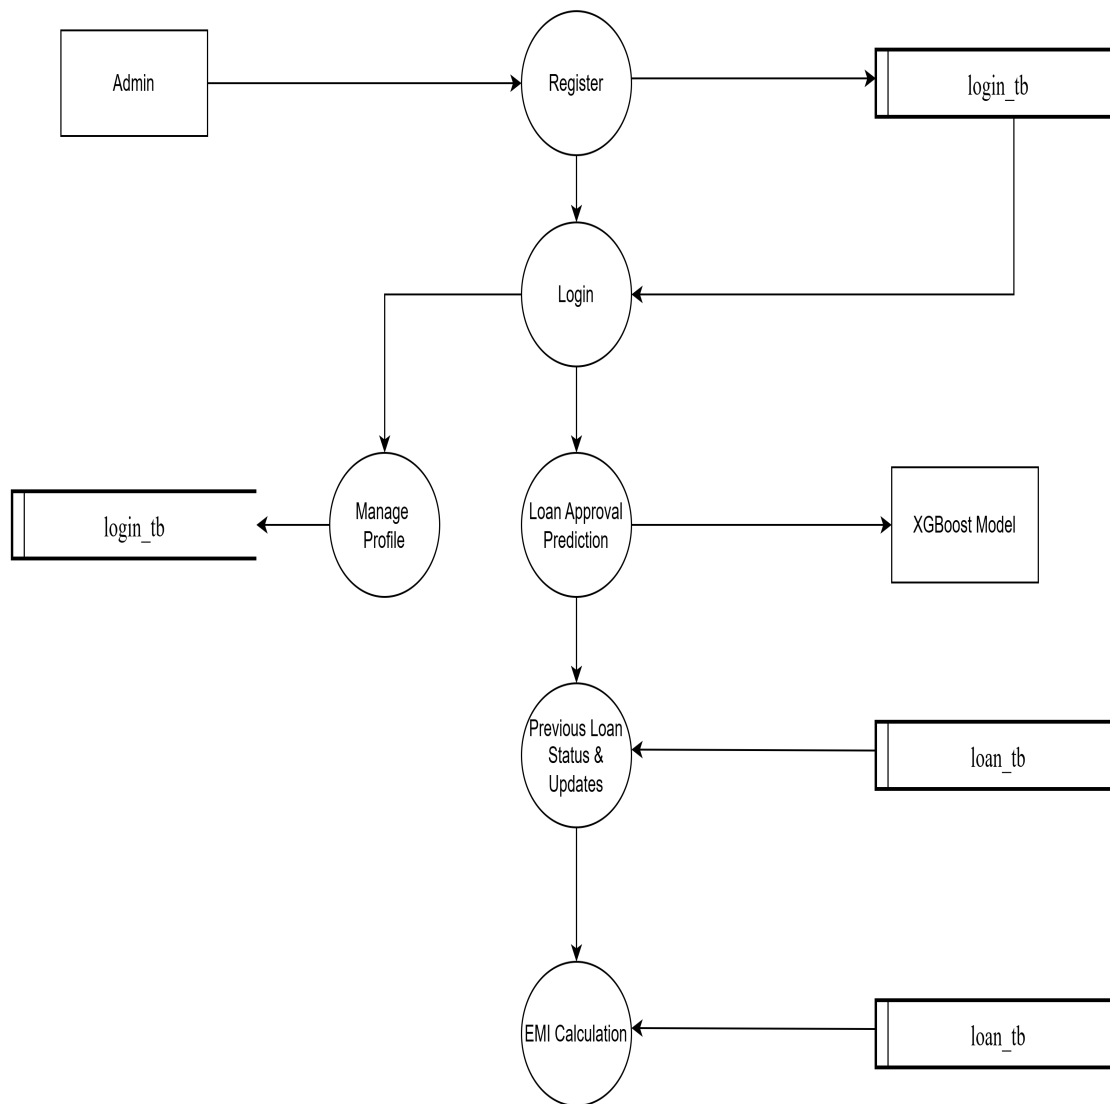 Admin
Register
login_tb
Login
login_tb
Manage
Profile
Loan Approval
Prediction
XGBoost Model
Previous Loan
Status &
Updates
loan_tb
EMI Calculation
loan_tb